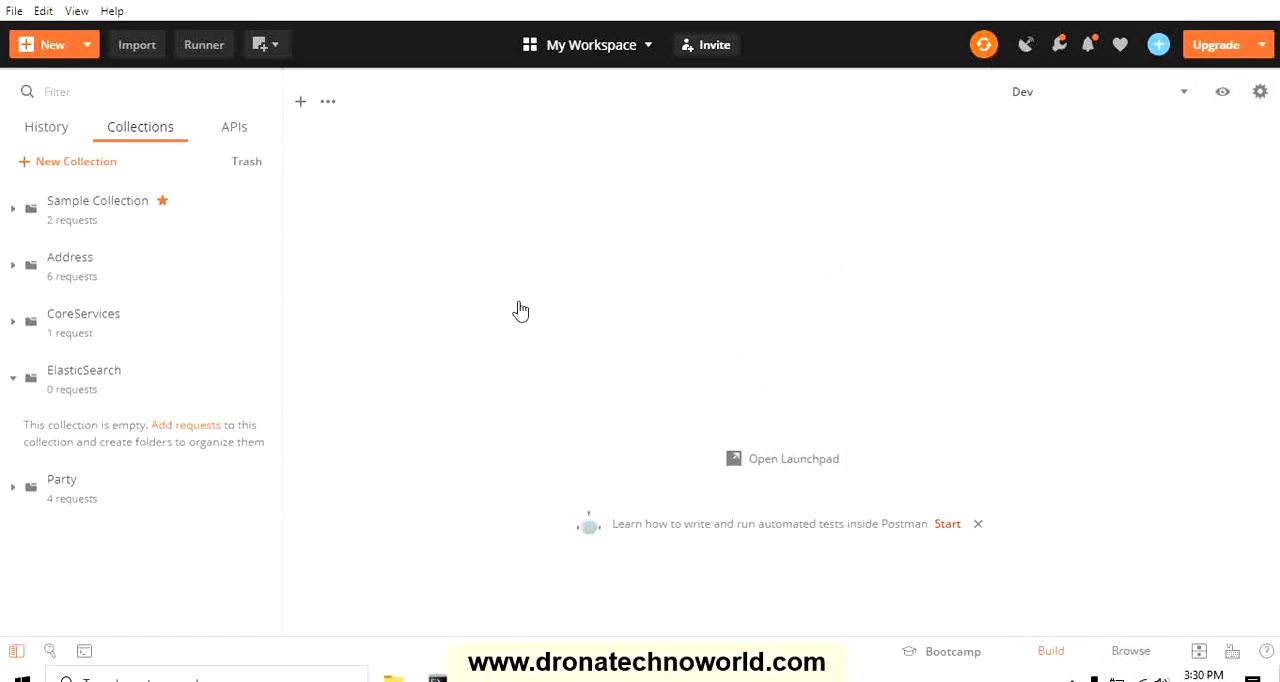 File Edit View Help
New Import Runner My Workspace Invite Upgrade
Filter
Dev
History Collections APIs
New Collection Trash
Sample Collection
2 requests
Address
6 requests
CoreServices
1 request
ElasticSearch
0 requests
This collection is empty. Add requests to this
collection and create folders to organize them
Party
4 requests
Open Launchpad
Learn how to write and run automated tests inside Postman Start
Bootcamp Build Browse
www.dronatechnoworld.com
3:30 PM